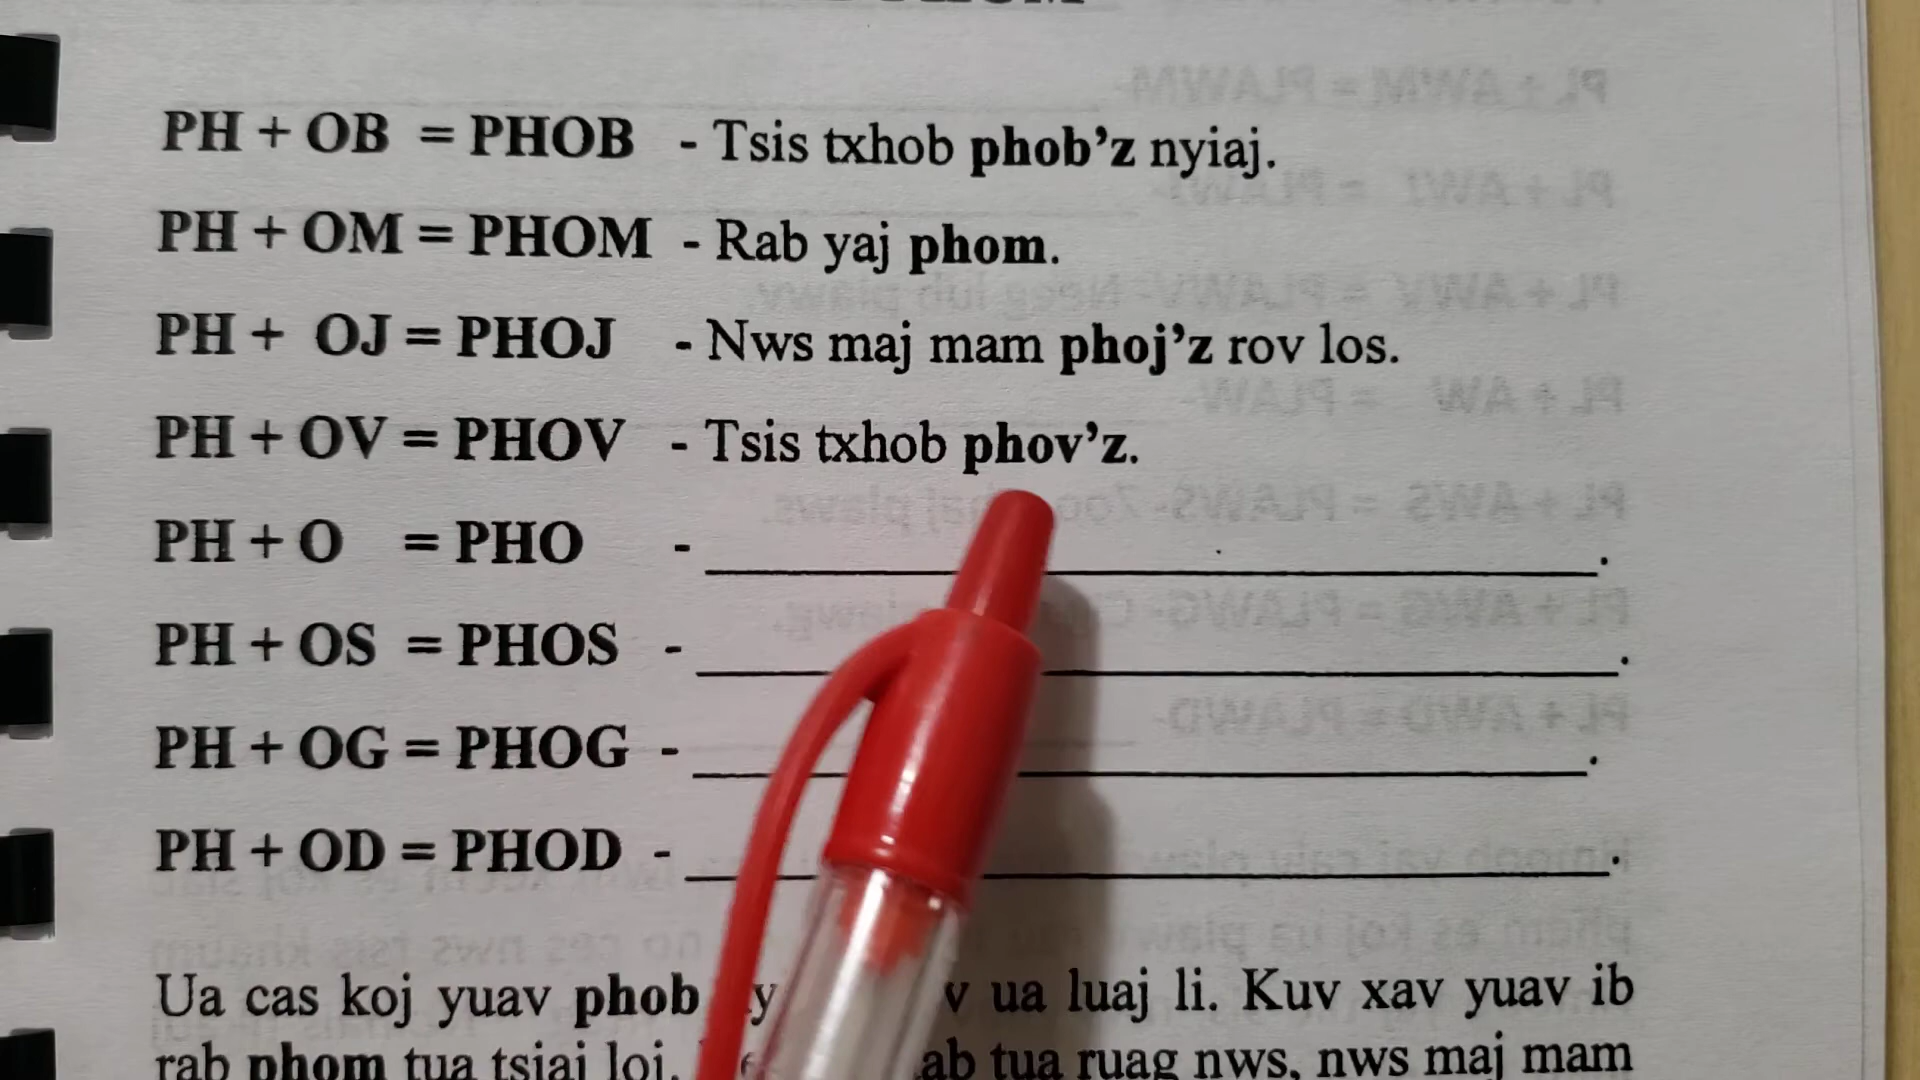 PH + OB = PHOB - Tsis txhob phob’z nyiaj.
PH + OM = PHOM - Rab yaj phom.
PH + OJ = PHOJ - Nws maj mam phoj’z rov los.
PH + OV = PHOV - Tsis txhob phov’z.
PH + O = PHO - .
PH + OS = PHOS - .
PH + OG = PHOG - .
PH + OD = PHOD - .
Ua cas koj yuav phob ua luaj li. Kuv xav yuav ib
rab phom tua tsiaj loj. tua ruag nws, nws maj mam